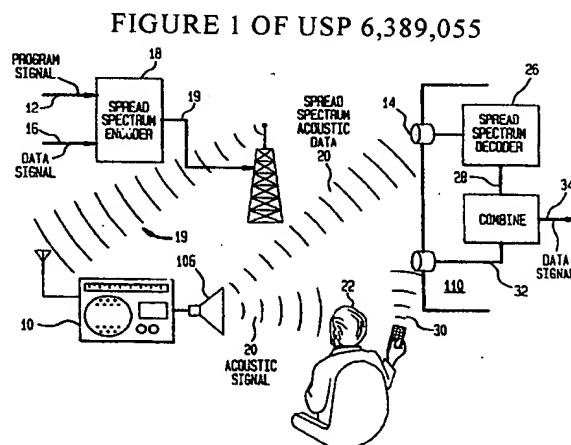 FIGURE 1 OF USP 6,389,055
PROGRAM
SIGNAL
12
16
DATA
SIGNAL
18
SPREAD
SPECTRUM
ENCODER
19
SPREAD
SPECTRUM
ACOUSTIC
DATA
20
14
26
SPREAD
SPECTRUM
DECODER
28
COMBINE
34
DATA
SIGNAL
32
110
19
10
106
20
ACOUSTIC
SIGNAL
22
30